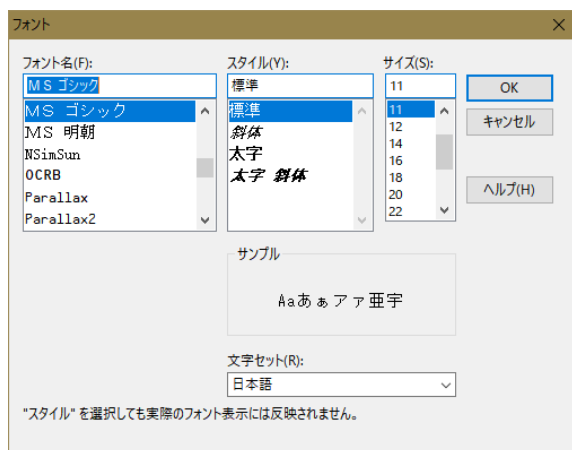 フォント
フォント名(F):
MS ゴシック
MS ゴシック
MS 明朝
NSimSun
OCRB
Parallax
Parallax2
スタイル(Y):
標準
標準
斜体
太字
太字 斜体
サイズ(S):
11
11
12
14
16
18
20
22
OK
キャンセル
ヘルプ(H)
サンプル
Aaあぁアァ亜宇
文字セット(R):
日本語
"スタイル" を選択しても実際のフォント表示には反映されません。